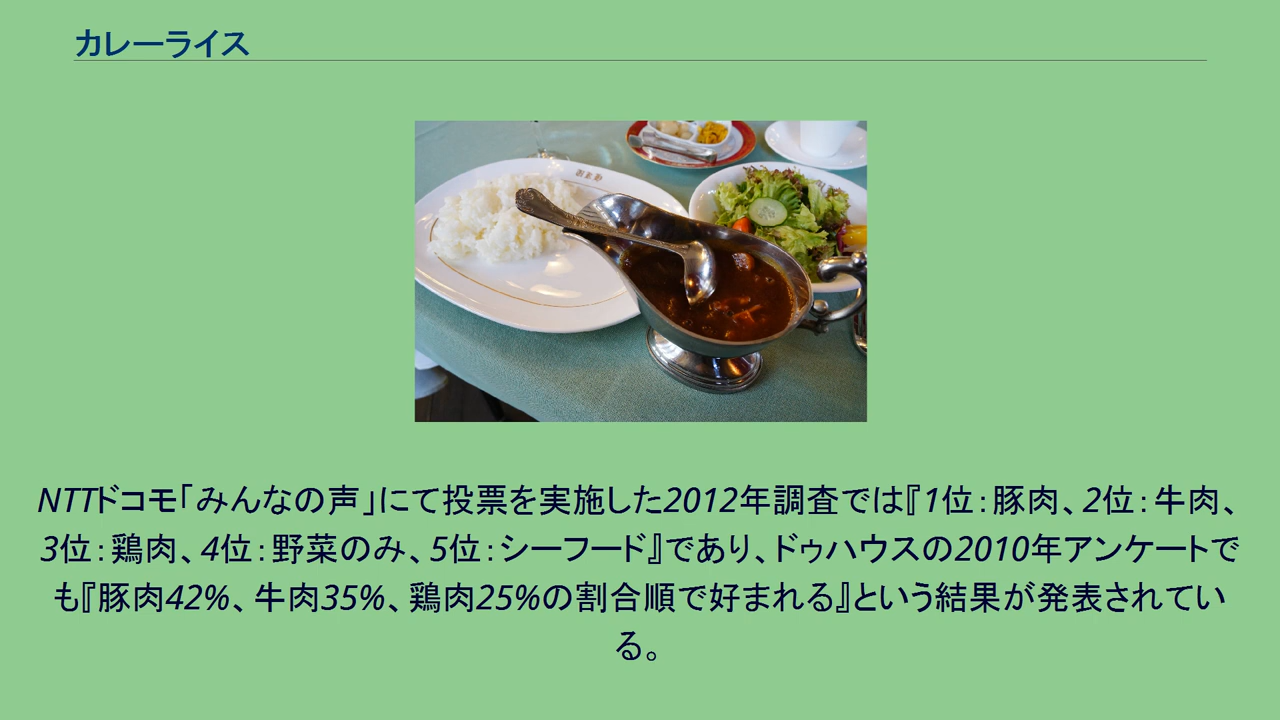 カレーライス
NTTドコモ「みんなの声」にて投票を実施した2012年調査では『1位：豚肉、2位：牛肉、
3位：鶏肉、4位：野菜のみ、5位：シーフード』であり、ドゥハウスの2010年アンケートで
も『豚肉42%、牛肉35%、鶏肉25%の割合順で好まれる』という結果が発表されてい
る。